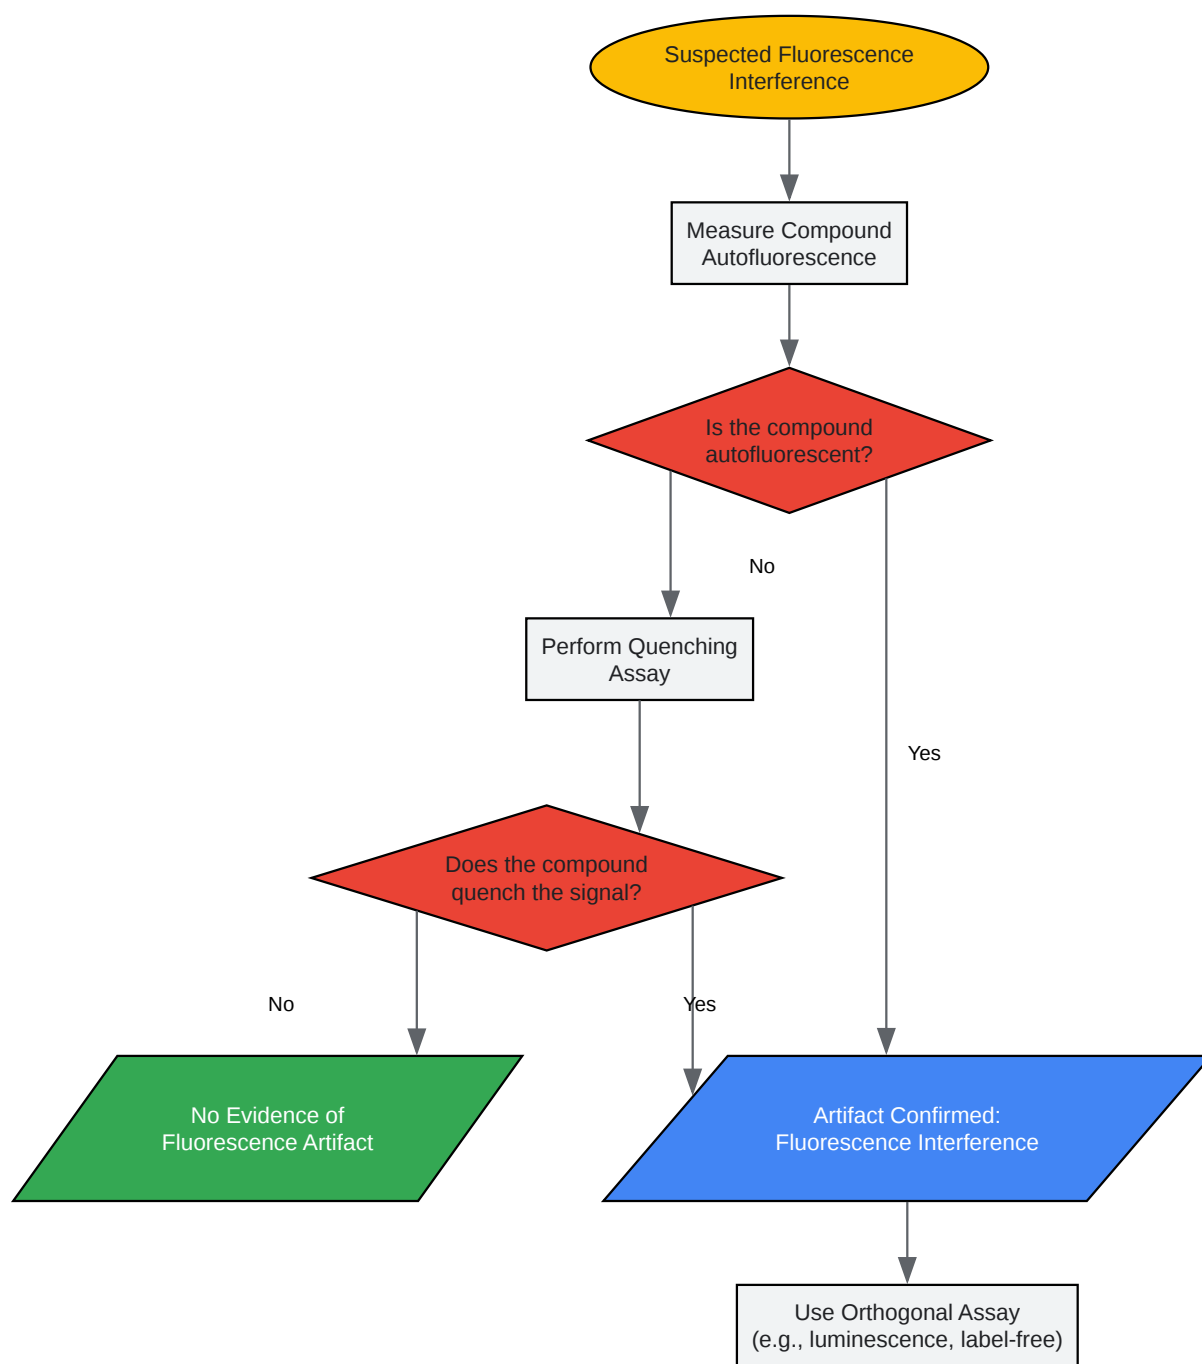 Suspected Fluorescence
Interference
Measure Compound
Autofluorescence
Is the compound
autofluorescent?
No
Perform Quenching
Assay
Yes
Does the compound
quench the signal?
No
Yes
No Evidence of
Fluorescence Artifact
Artifact Confirmed:
Fluorescence Interference
Use Orthogonal Assay
(e.g., luminescence, label-free)